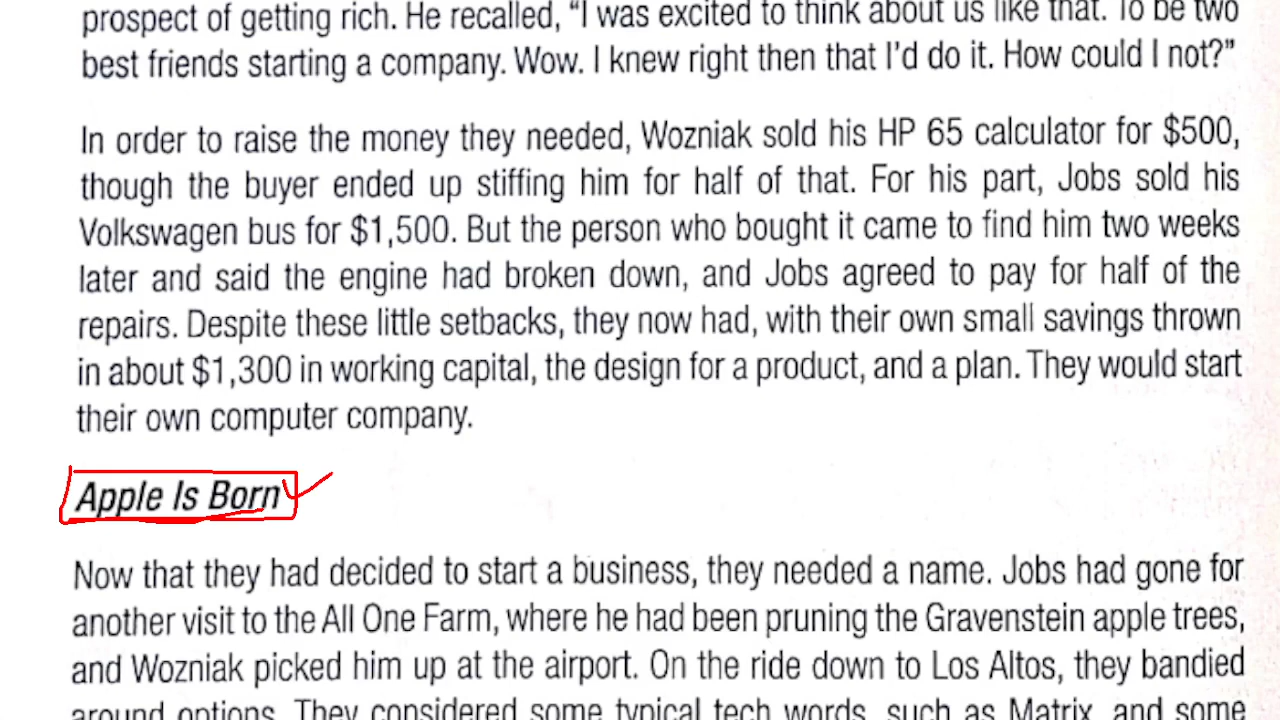 prospect of getting rich. He recalled, “I was excited to think about us like that. To be two
best friends starting a company. Wow. I knew right then that I’d do it. How could I not?”
In order to raise the money they needed, Wozniak sold his HP 65 calculator for $500,
though the buyer ended up stiffing him for half of that. For his part, Jobs sold his
Volkswagen bus for $1,500. But the person who bought it came to find him two weeks
later and said the engine had broken down, and Jobs agreed to pay for half of the
repairs. Despite these little setbacks, they now had, with their own small savings thrown
in about $1,300 in working capital, the design for a product, and a plan. They would start
their own computer company.
Apple Is Born
Now that they had decided to start a business, they needed a name. Jobs had gone for
another visit to the All One Farm, where he had been pruning the Gravenstein apple trees,
and Wozniak picked him up at the airport. On the ride down to Los Altos, they bandied
around options. They considered some typical tech words, such as Matrix, and some